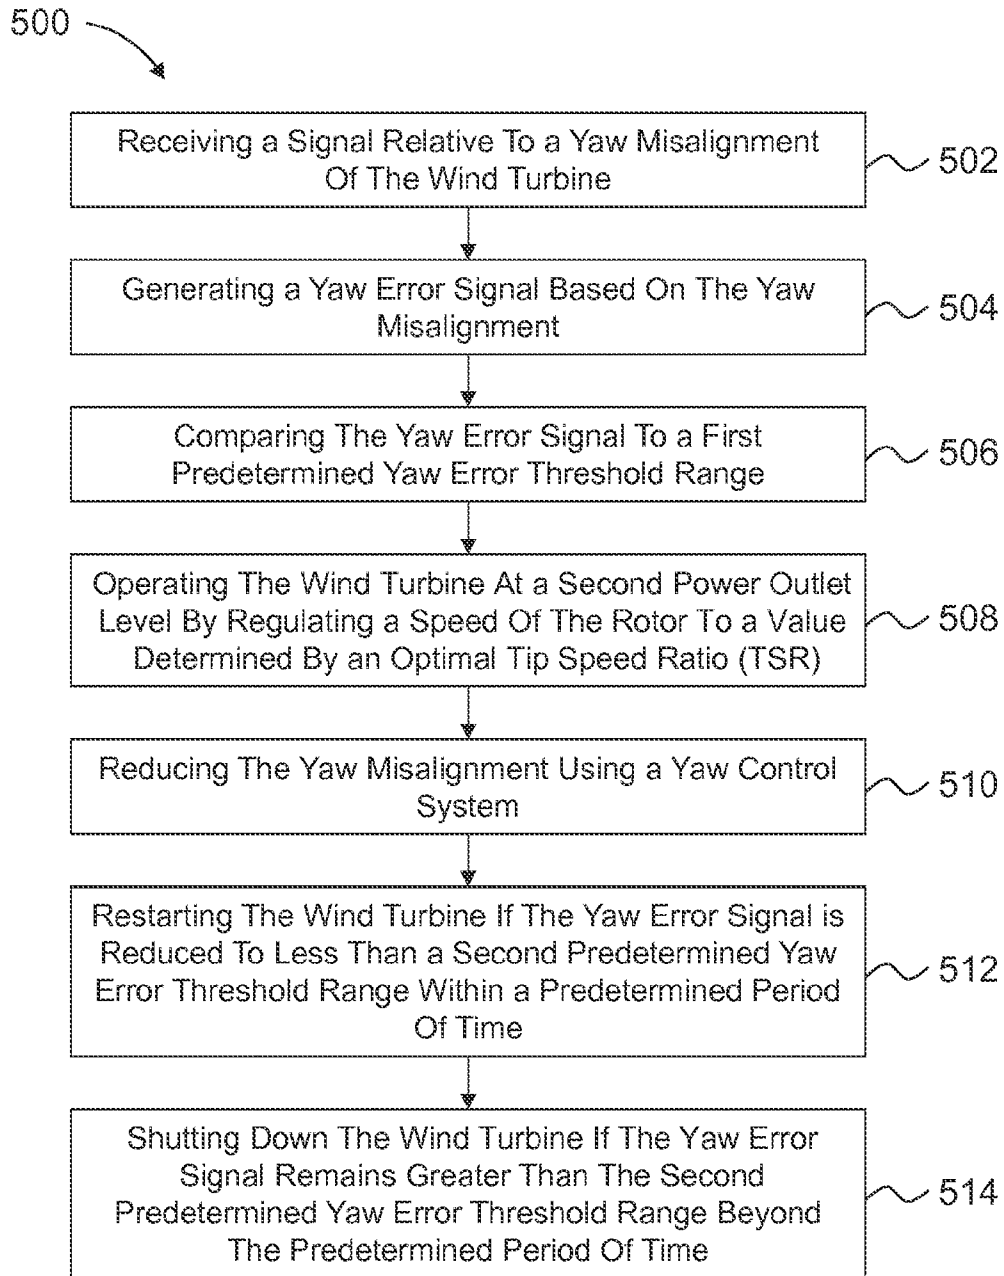 500
Receiving a Signal Relative To a Yaw Misalignment
Of The Wind Turbine
502
Generating a Yaw Error Signal Based On The Yaw
Misalignment
504
Comparing The Yaw Error Signal To a First
Predetermined Yaw Error Threshold Range
506
Operating The Wind Turbine At a Second Power Outlet
Level By Regulating a Speed Of The Rotor To a Value
Determined By an Optimal Tip Speed Ratio (TSR)
508
Reducing The Yaw Misalignment Using a Yaw Control
System
510
Restarting The Wind Turbine If The Yaw Error Signal is
Reduced To Less Than a Second Predetermined Yaw
Error Threshold Range Within a Predetermined Period
Of Time
512
Shutting Down The Wind Turbine If The Yaw Error
Signal Remains Greater Than The Second
Predetermined Yaw Error Threshold Range Beyond
The Predetermined Period Of Time
514